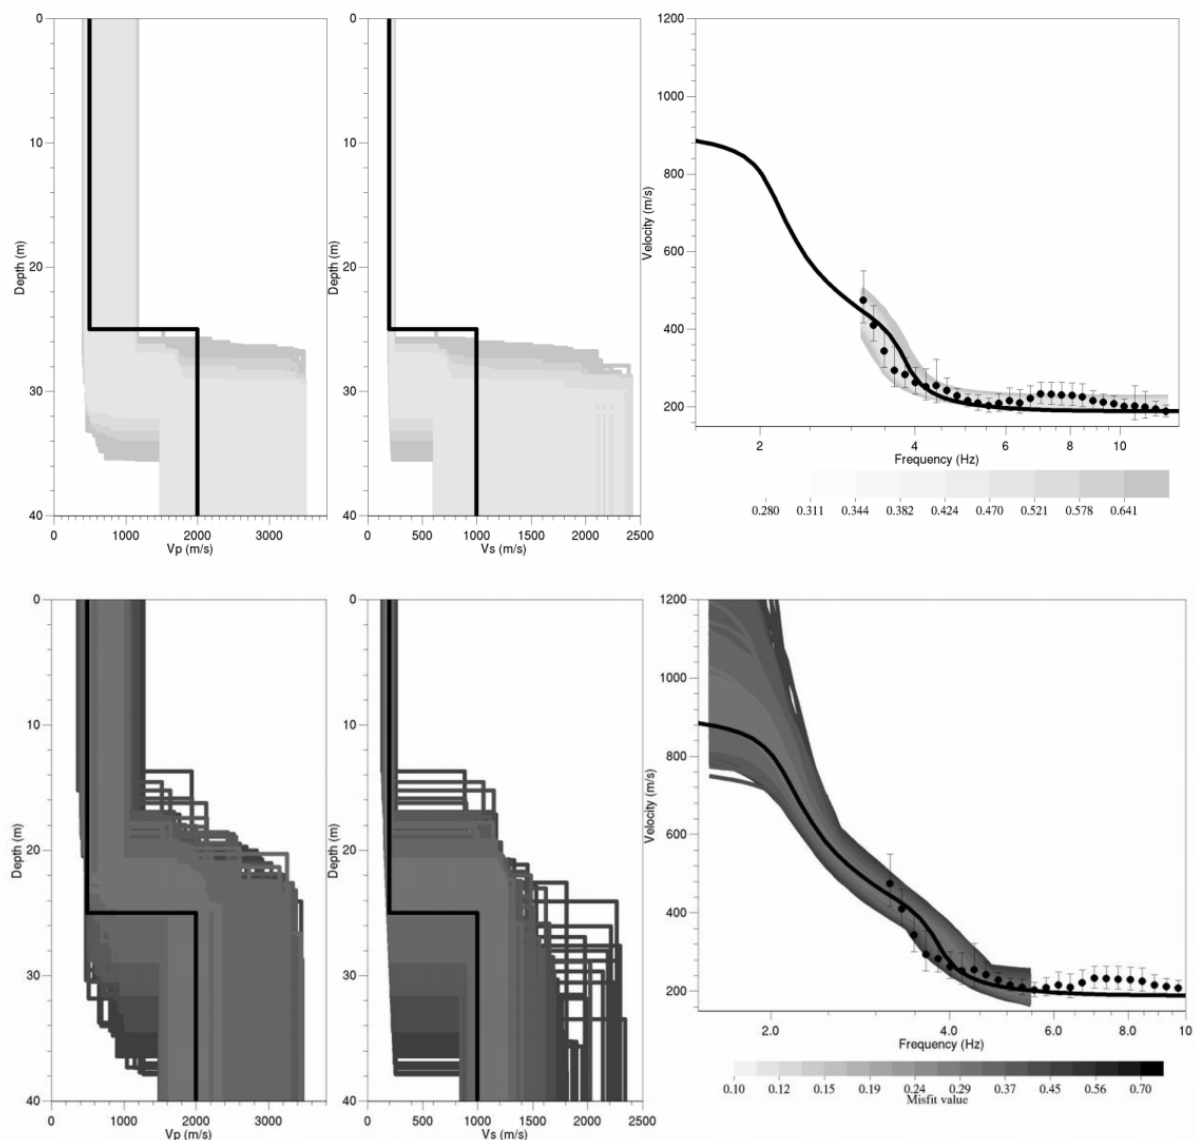 0
10
20
30
40
Depth (m)
0 1000 2000 3000
Vp (m/s)
0
10
20
30
40
Depth (m)
0 500 1000 1500 2000 2500
Vs (m/s)
1200
1000
800
600
400
200
Velocity (m/s)
2 4 6 8 10
Frequency (Hz)
0.280 0.311 0.344 0.382 0.424 0.470 0.521 0.578 0.641
0
10
20
30
40
Depth (m)
0 1000 2000 3000
Vp (m/s)
0
10
20
30
40
Depth (m)
0 500 1000 1500 2000 2500
Vs (m/s)
1200
1000
800
600
400
200
Velocity (m/s)
2.0 4.0 6.0 8.0 10
Frequency (Hz)
0.10 0.12 0.15 0.19 0.24 0.29 0.37 0.45 0.56 0.70
Misfit value